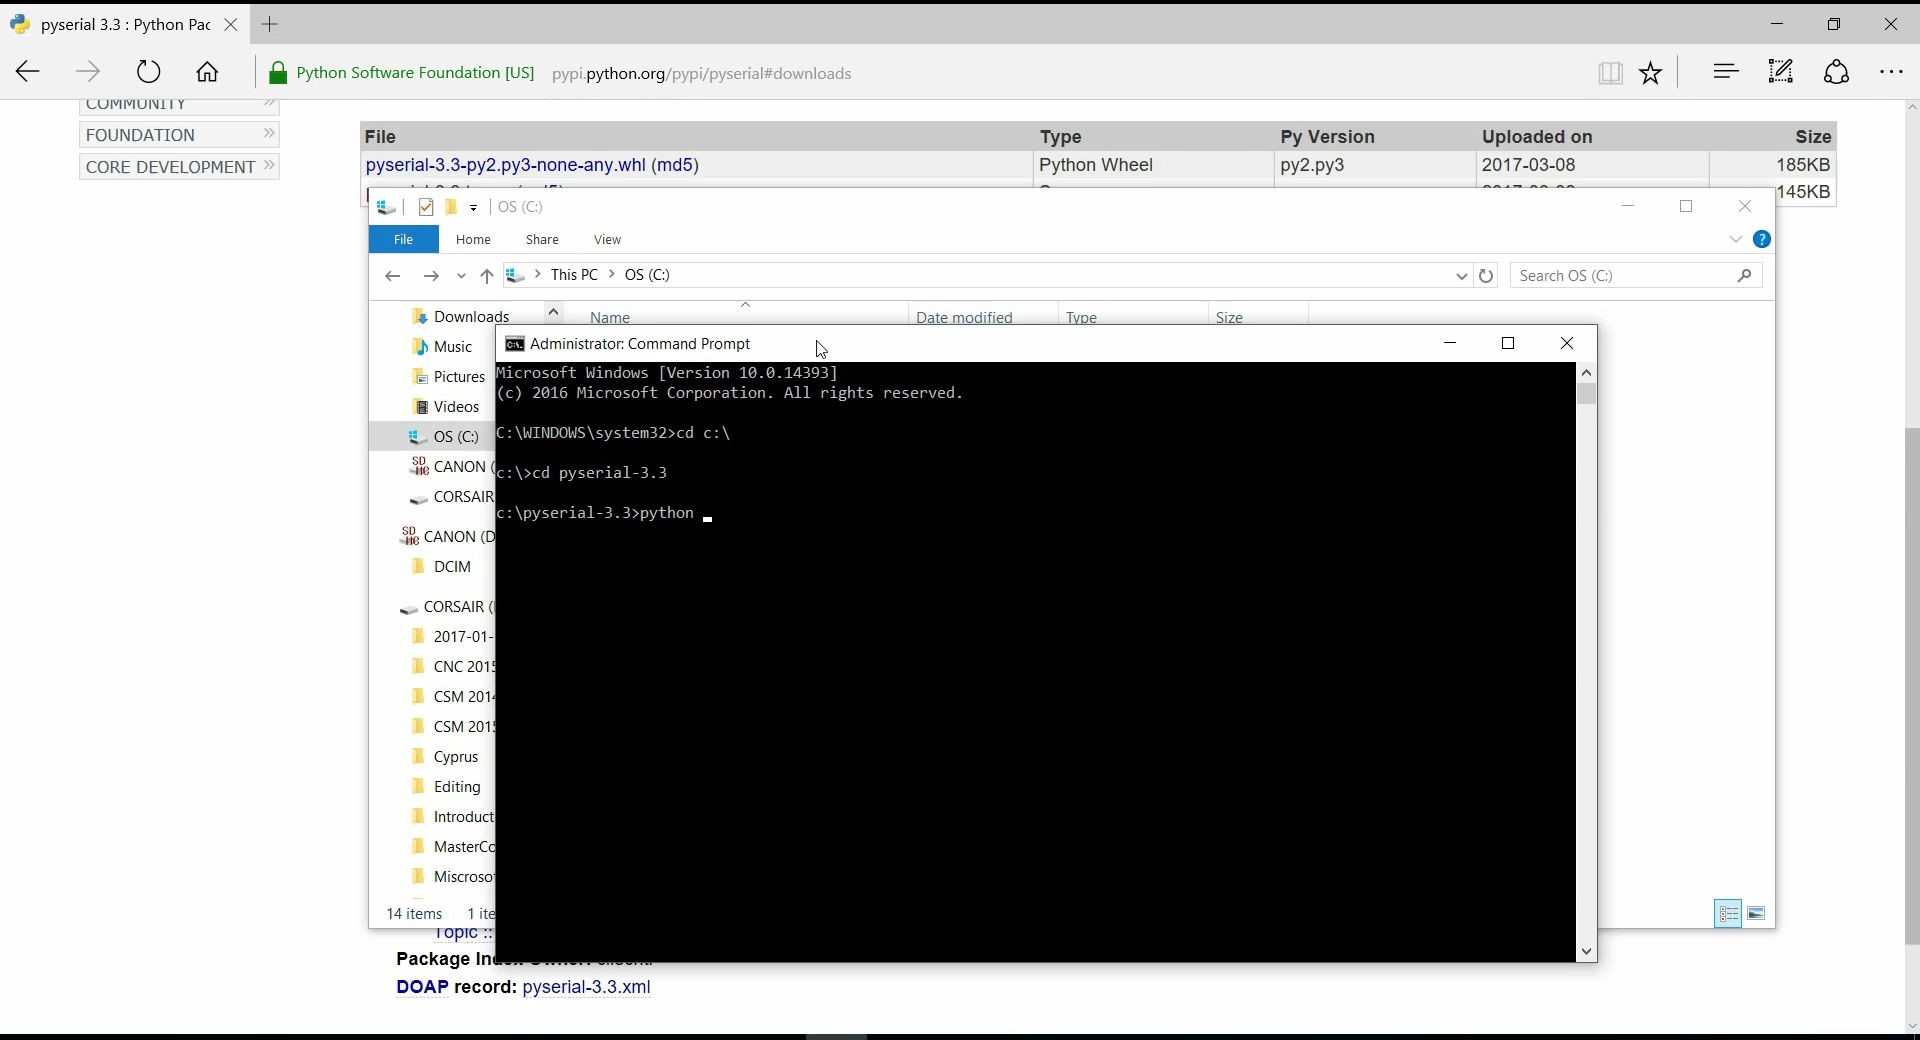 pyserial 3.3 : Python Pac
Python Software Foundation [US] pypi.python.org/pypi/pyserial#downloads
COMMUNITY
FOUNDATION
CORE DEVELOPMENT
File Type Py Version Uploaded on Size
pyserial-3.3-py2.py3-none-any.whl (md5) Python Wheel py2.py3 2017-03-08 185KB
145KB
OS (C:)
File Home Share View
This PC > OS (C:) Search OS (C:)
Name Date modified Type Size
Downloads
Music
Pictures
Videos
OS (C:)
CANON (
CORSAIR
CANON (D
DCIM
CORSAIR (
2017-01-
CNC 2015
CSM 2014
CSM 2015
Cyprus
Editing
Introduct
MasterCo
Miscrosof
14 items 1 ite
Administrator: Command Prompt
Microsoft Windows [Version 10.0.14393]
(c) 2016 Microsoft Corporation. All rights reserved.
C:\WINDOWS\system32>cd c:\
c:\>cd pyserial-3.3
c:\pyserial-3.3>python _
Topic ::
Package Index Owner:
DOAP record: pyserial-3.3.xml